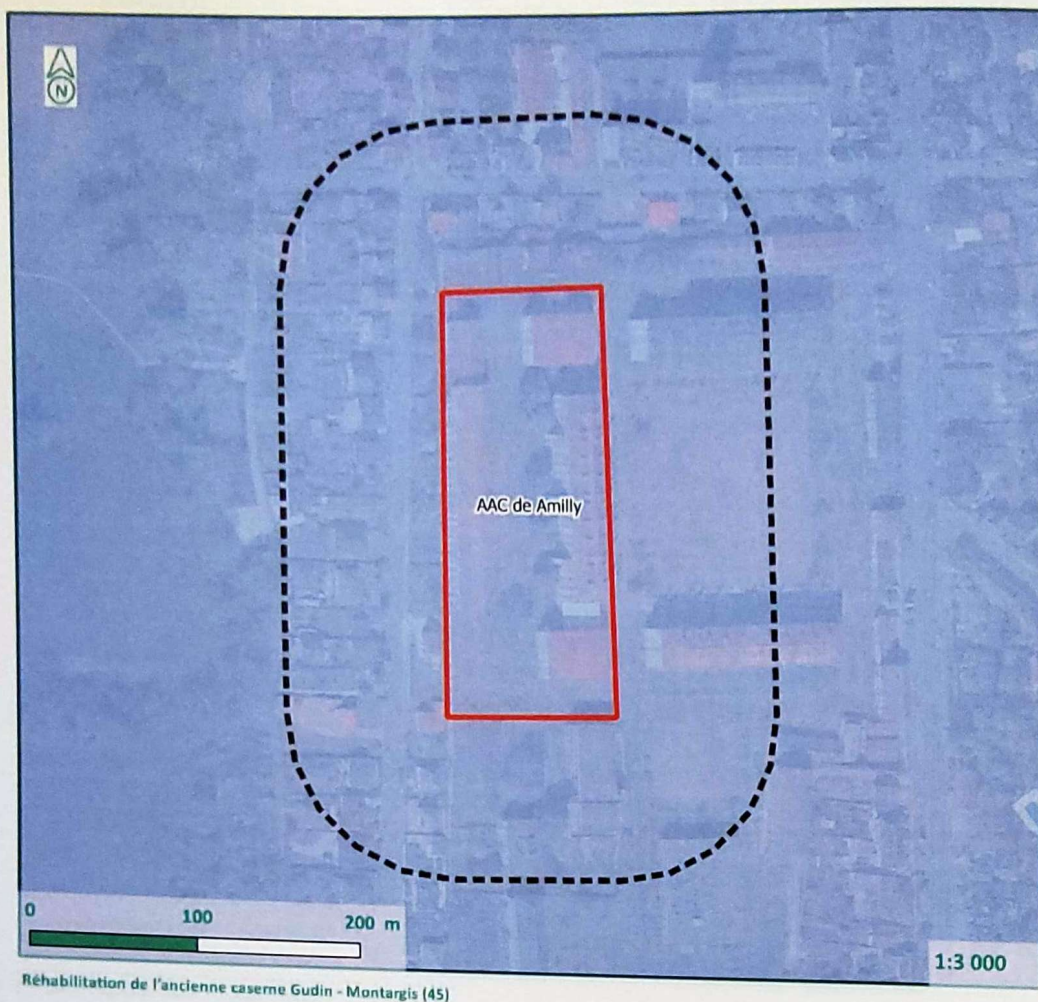 N
AAC de Amilly
0 100 200 m
1:3 000
Réhabilitation de l'ancienne caserne Gudin - Montargis (45)